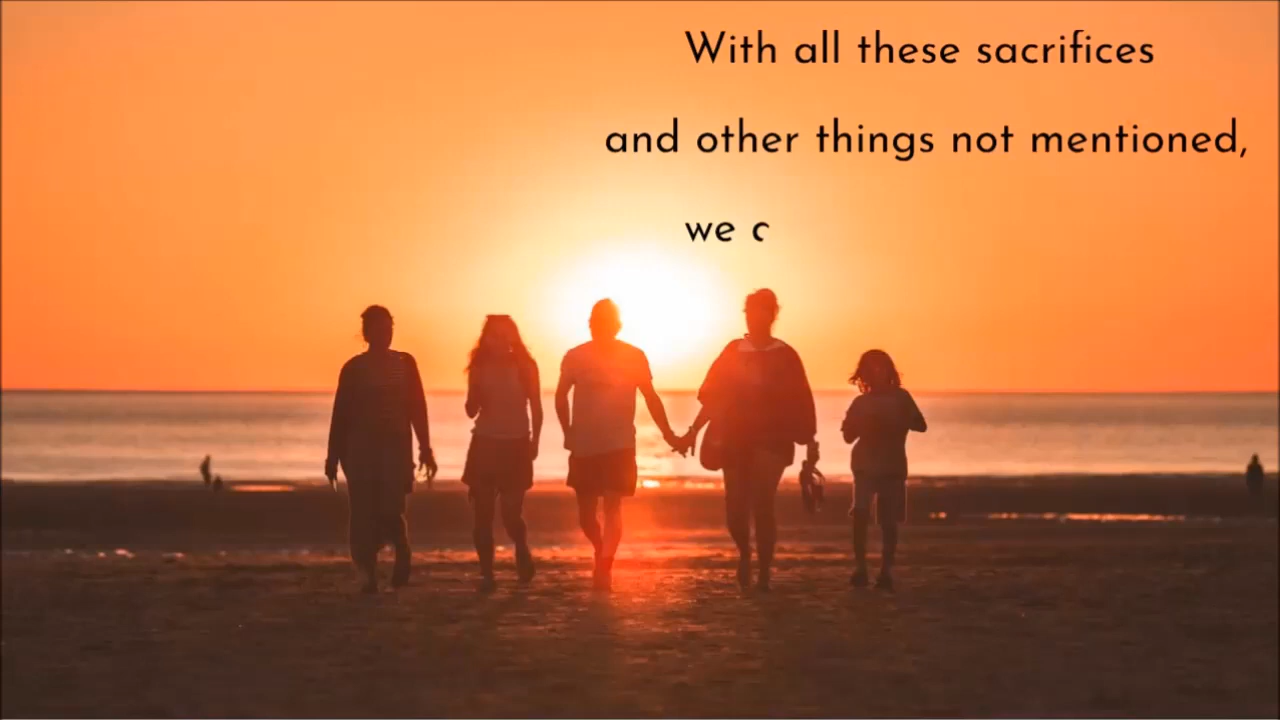 With all these sacrifices
and other things not mentioned,
we c